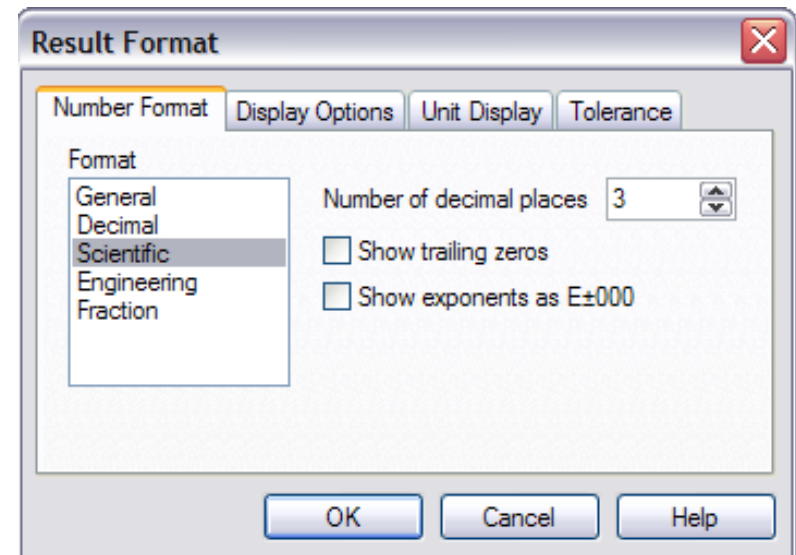 Result Format
Number Format Display Options Unit Display Tolerance
Format
General
Decimal
Scientific
Engineering
Fraction
Number of decimal places 3
Show trailing zeros
Show exponents as E±000
OK Cancel Help